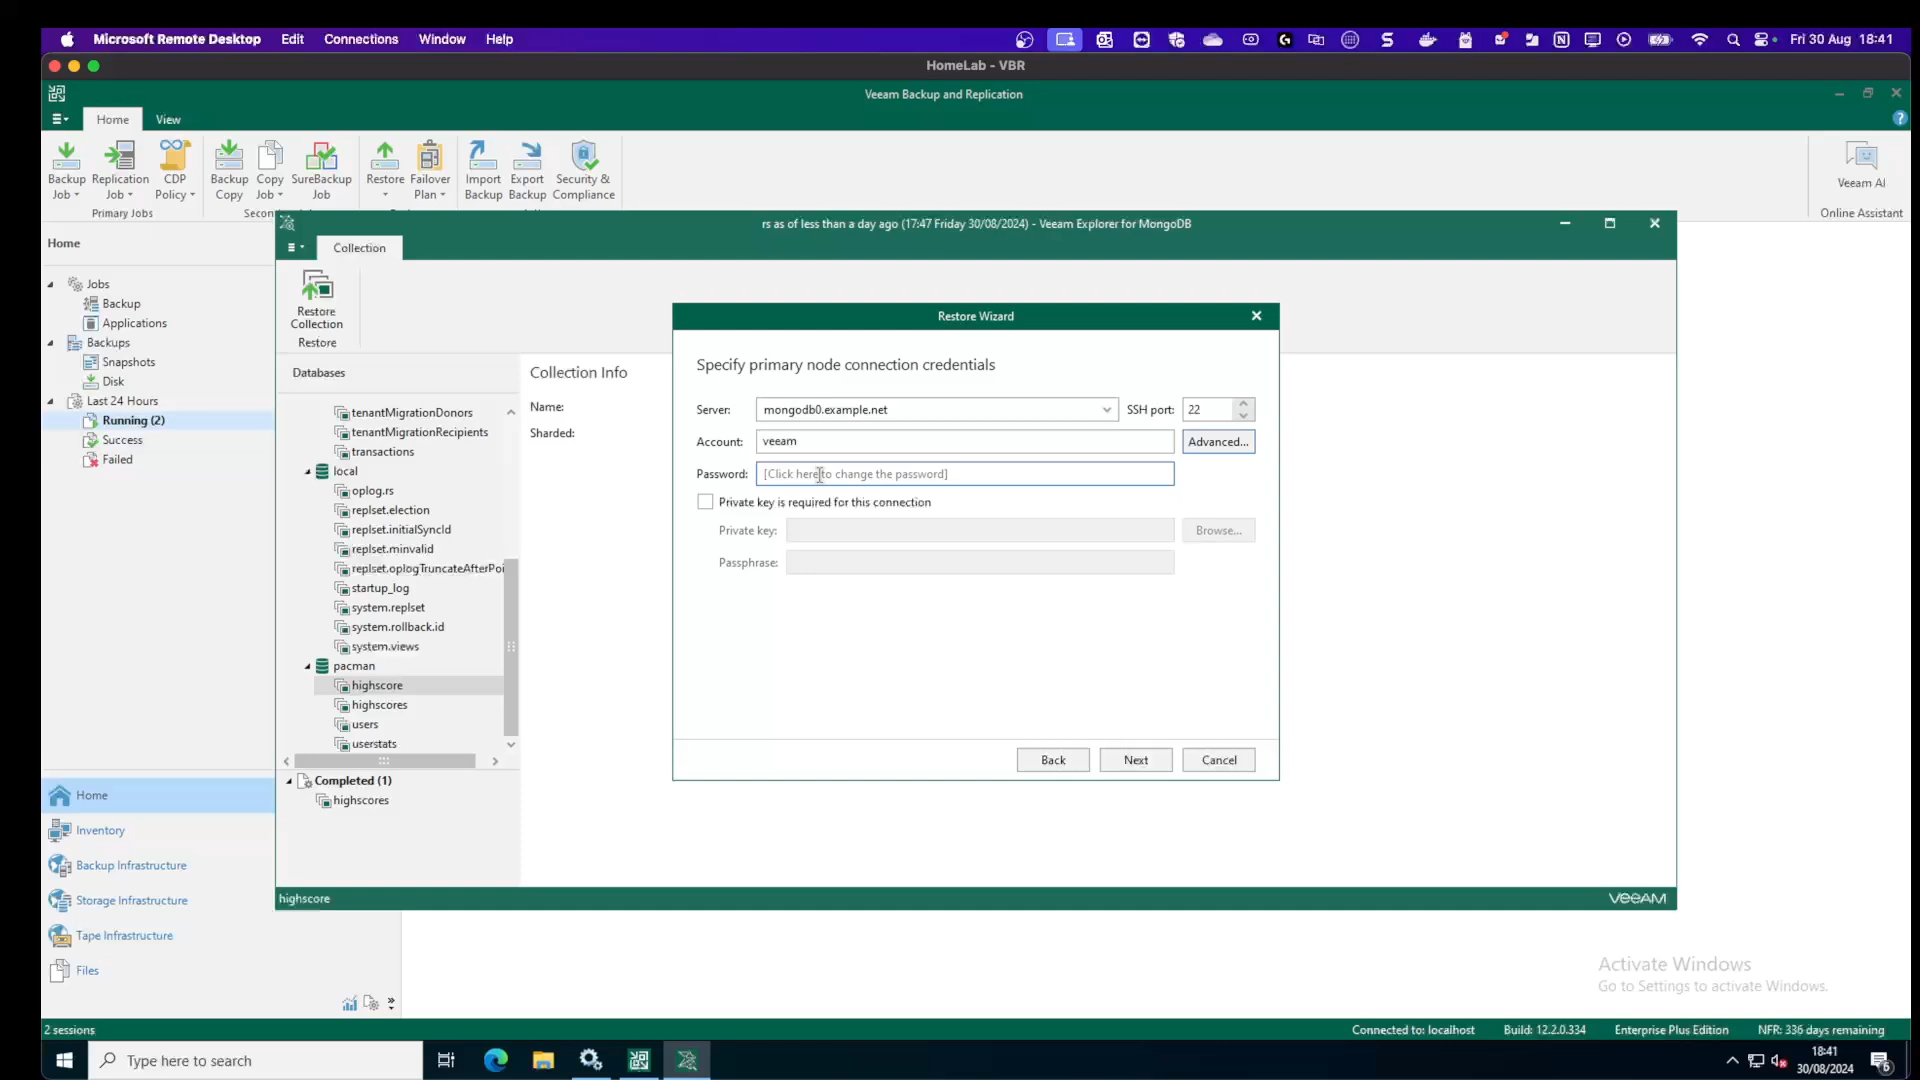 Microsoft Remote Desktop Edit Connections Window Help
Fri 30 Aug 18:41
HomeLab - VBR
Veeam Backup and Replication
Home View
Backup Job
Replication Job
CDP Policy
Backup Copy
Copy Job
SureBackup Job
Restore
Failover Plan
Import Backup
Export Backup
Security & Compliance
Veeam AI
Primary Jobs
Secon
Online Assistant
rs as of less than a day ago (17:47 Friday 30/08/2024) - Veeam Explorer for MongoDB
Home
Collection
Jobs
Backup
Applications
Backups
Snapshots
Disk
Last 24 Hours
Running (2)
Success
Failed
Restore Collection
Restore
Databases
tenantMigrationDonors
tenantMigrationRecipients
transactions
local
oplog.rs
replset.election
replset.initialSyncId
replset.minvalid
replset.oplogTruncateAfterPoi
startup_log
system.replset
system.rollback.id
system.views
pacman
highscore
highscores
users
userstats
Completed (1)
highscores
Collection Info
Name:
Sharded:
Restore Wizard
Specify primary node connection credentials
Server: mongodb0.example.net SSH port: 22
Account: veeam Advanced...
Password: [Click here to change the password]
Private key is required for this connection
Private key: Browse...
Passphrase:
Back Next Cancel
Home
Inventory
Backup Infrastructure
Storage Infrastructure
Tape Infrastructure
Files
highscore
veeAM
Activate Windows
Go to Settings to activate Windows.
2 sessions
Connected to: localhost Build: 12.2.0.334 Enterprise Plus Edition NFR: 336 days remaining
Type here to search
18:41
30/08/2024
6